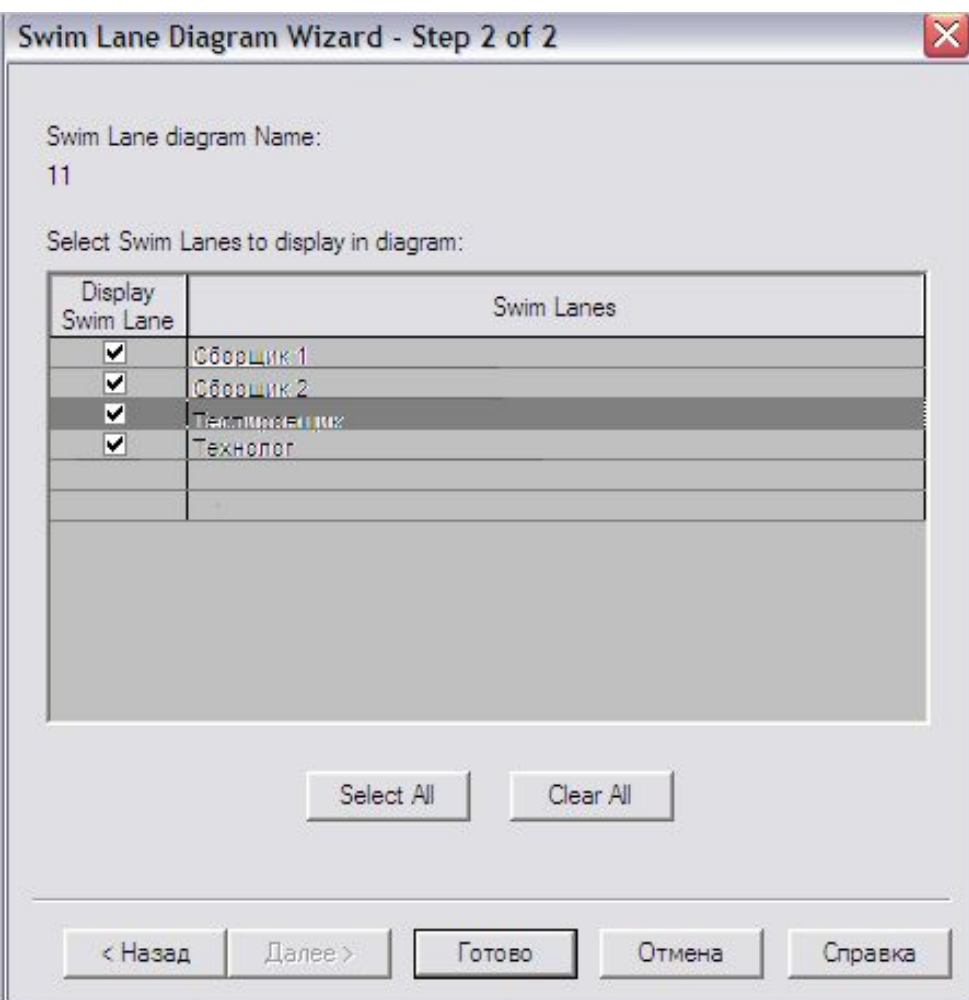 Swim Lane Diagram Wizard - Step 2 of 2
Swim Lane diagram Name:
11
Select Swim Lanes to display in diagram:
Display
Swim Lane
Swim Lanes
Сборщик 1
Сборщик 2
Тестировщик
Технолог
Select All
Clear All
< Назад
Далее >
Готово
Отмена
Справка